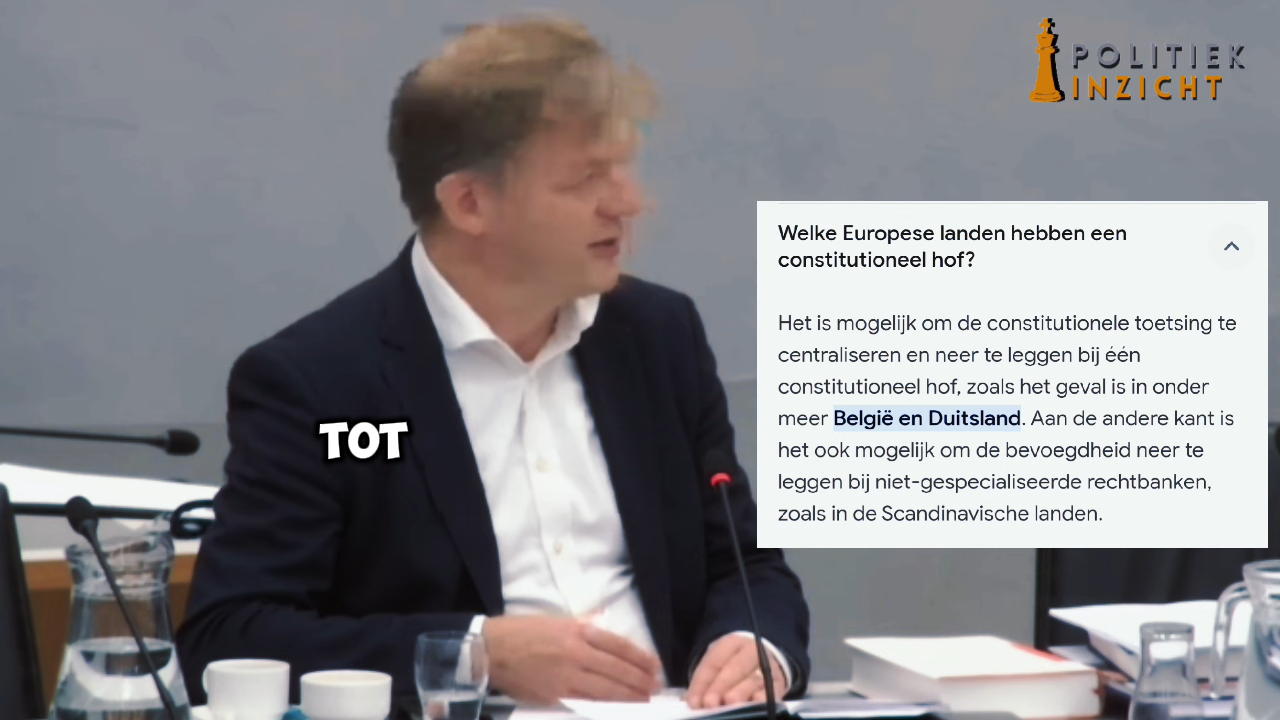 POLITIEK
INZICHT
Welke Europese landen hebben een
constitutioneel hof?
Het is mogelijk om de constitutionele toetsing te
centraliseren en neer te leggen bij één
constitutioneel hof, zoals het geval is in onder
meer België en Duitsland. Aan de andere kant is
het ook mogelijk om de bevoegdheid neer te
leggen bij niet-gespecialiseerde rechtbanken,
zoals in de Scandinavische landen.
TOT